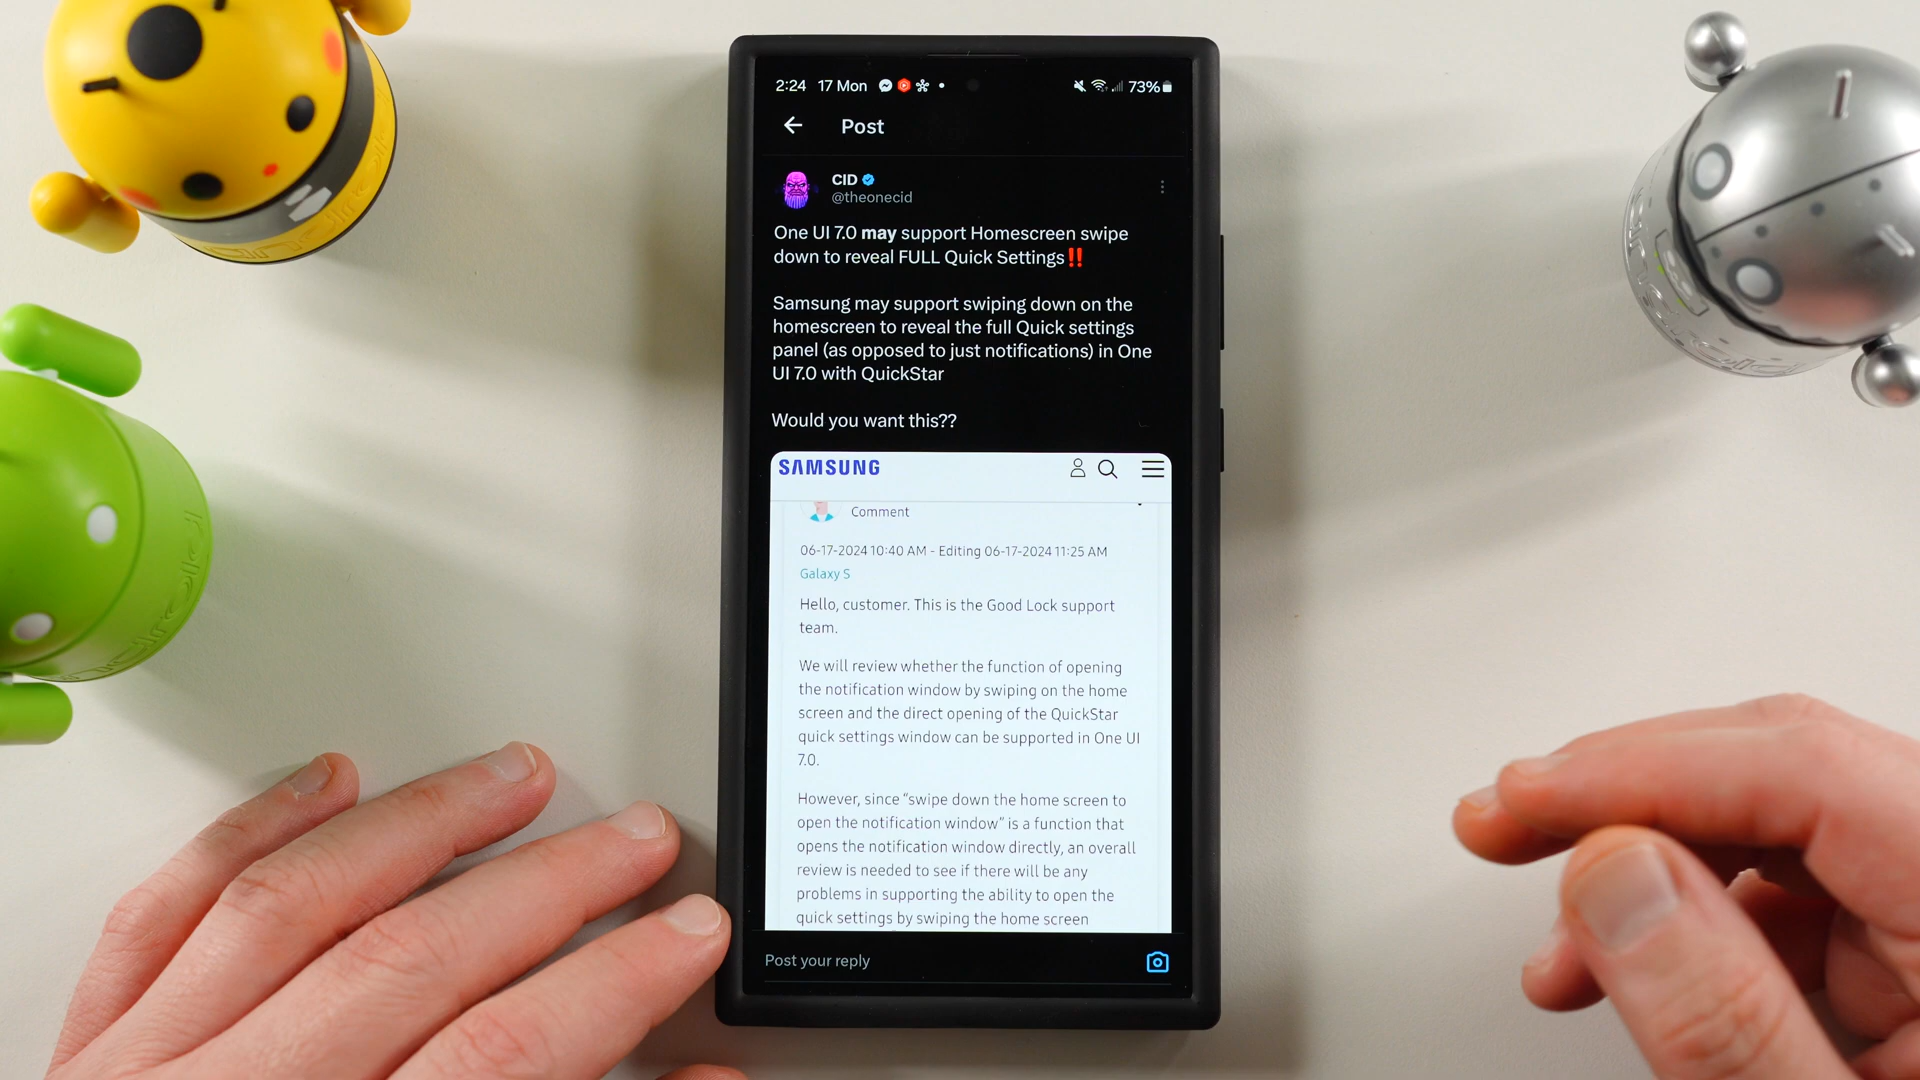 2:24 17 Mon 73%
Post
CID
@theonecid
One UI 7.0 may support Homescreen swipe
down to reveal FULL Quick Settings‼️
Samsung may support swiping down on the
homescreen to reveal the full Quick settings
panel (as opposed to just notifications) in One
UI 7.0 with QuickStar
Would you want this??
SAMSUNG
Comment
06-17-2024 10:40 AM - Editing 06-17-2024 11:25 AM
Galaxy S
Hello, customer. This is the Good Lock support
team.
We will review whether the function of opening
the notification window by swiping on the home
screen and the direct opening of the QuickStar
quick settings window can be supported in One UI
7.0.
However, since “swipe down the home screen to
open the notification window” is a function that
opens the notification window directly, an overall
review is needed to see if there will be any
problems in supporting the ability to open the
quick settings by swiping the home screen
Post your reply